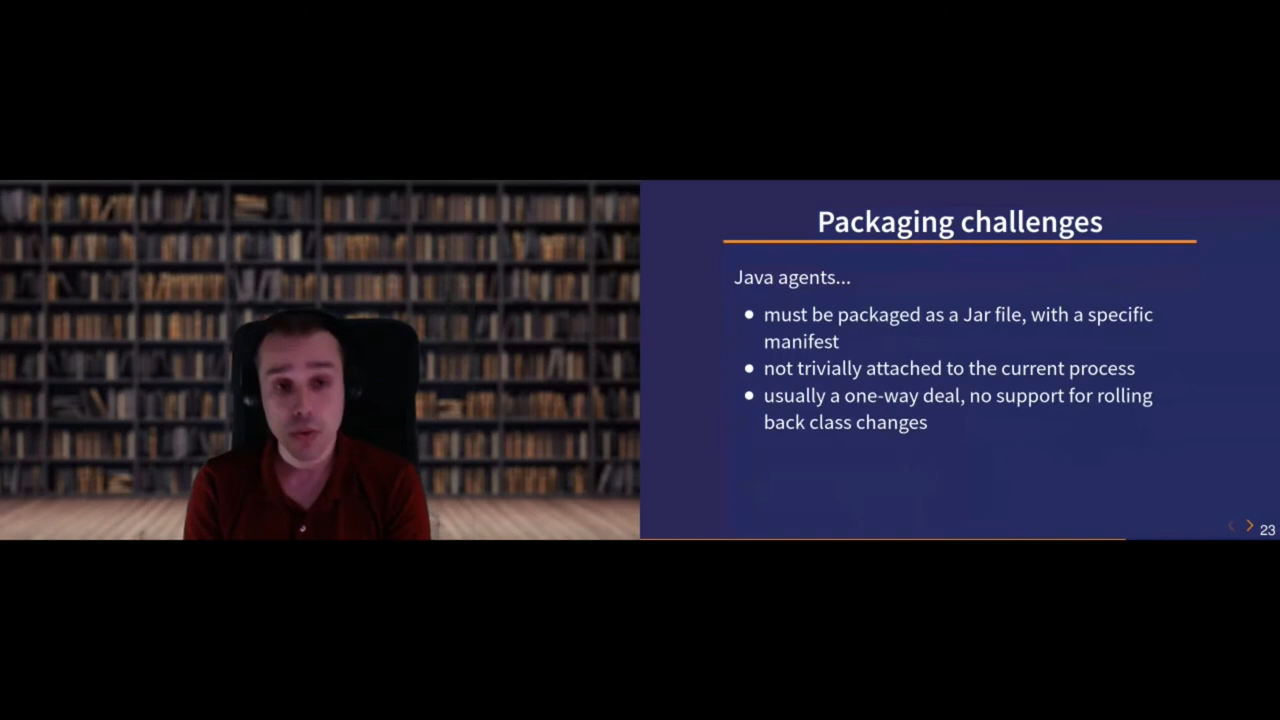 Packaging challenges
Java agents...
must be packaged as a Jar file, with a specific
manifest
not trivially attached to the current process
usually a one-way deal, no support for rolling
back class changes
23